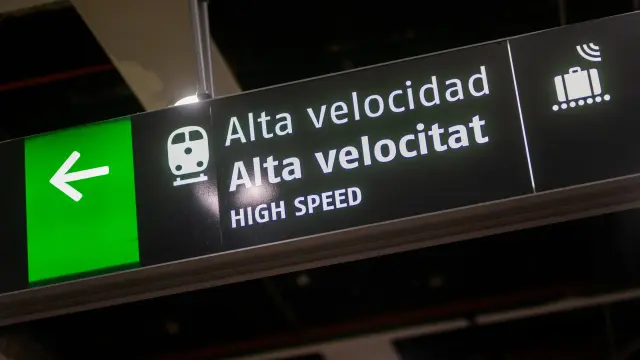 Alta velocidad
Alta velocitat
HIGH SPEED